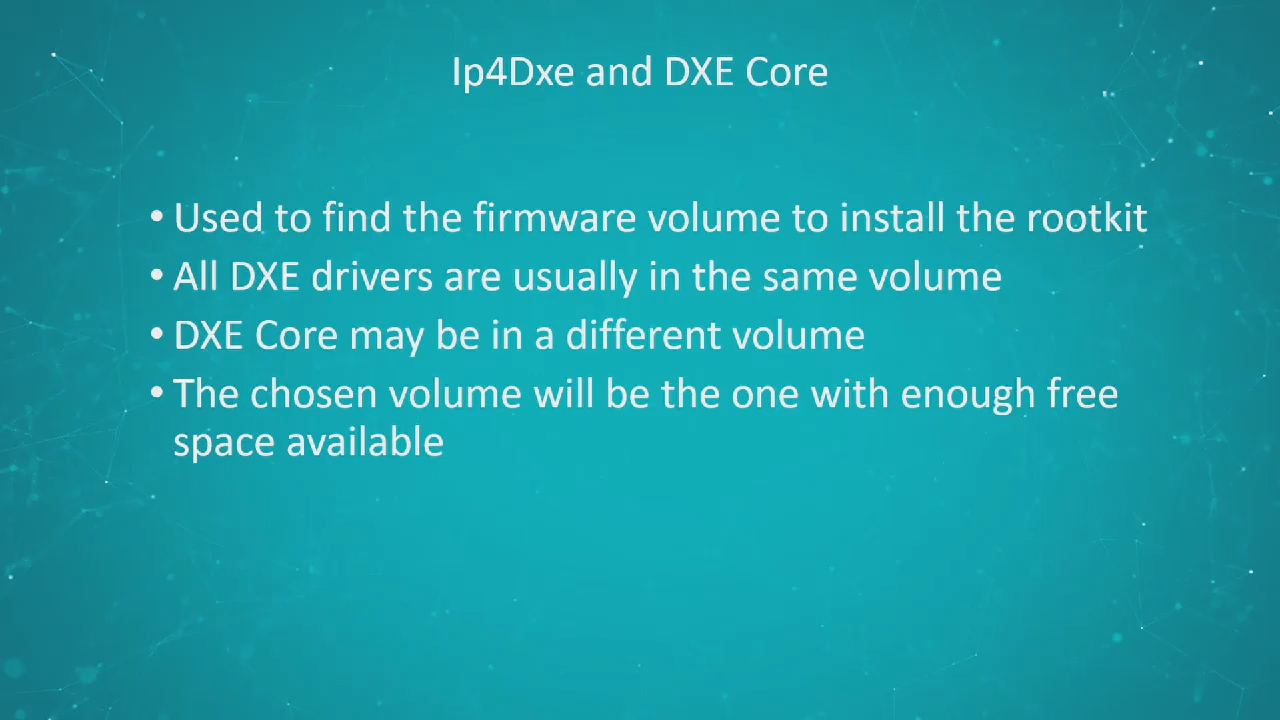 Ip4Dxe and DXE Core
• Used to find the firmware volume to install the rootkit
• All DXE drivers are usually in the same volume
• DXE Core may be in a different volume
• The chosen volume will be the one with enough free
space available